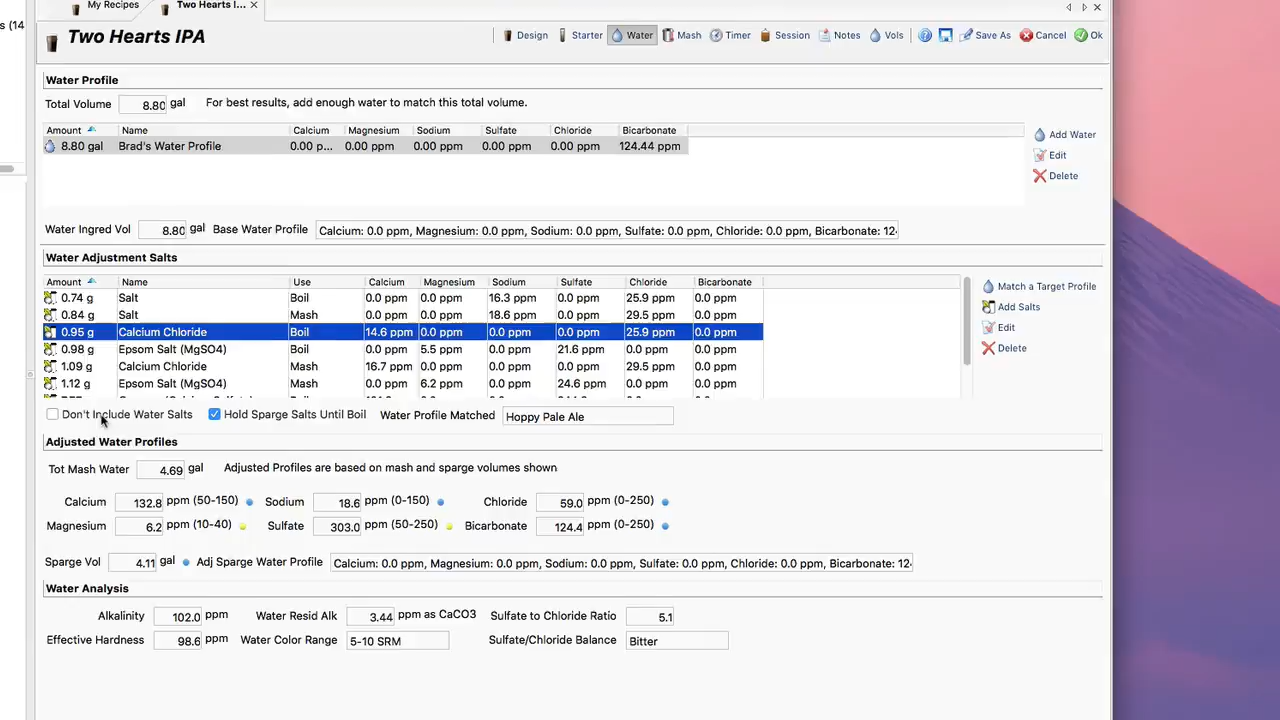 s (14
My Recipes
Two Hearts I...
Two Hearts IPA
Design Starter Water Mash Timer Session Notes Vols Save As Cancel Ok
Water Profile
Total Volume 8.80 gal For best results, add enough water to match this total volume.
Amount Name Calcium Magnesium Sodium Sulfate Chloride Bicarbonate
8.80 gal Brad's Water Profile 0.00 p... 0.00 ppm 0.00 ppm 0.00 ppm 0.00 ppm 124.44 ppm
Add Water
Edit
Delete
Water Ingred Vol 8.80 gal Base Water Profile Calcium: 0.0 ppm, Magnesium: 0.0 ppm, Sodium: 0.0 ppm, Sulfate: 0.0 ppm, Chloride: 0.0 ppm, Bicarbonate: 12
Water Adjustment Salts
Amount Name Use Calcium Magnesium Sodium Sulfate Chloride Bicarbonate
0.74 g Salt Boil 0.0 ppm 0.0 ppm 16.3 ppm 0.0 ppm 25.9 ppm 0.0 ppm
0.84 g Salt Mash 0.0 ppm 0.0 ppm 18.6 ppm 0.0 ppm 29.5 ppm 0.0 ppm
0.95 g Calcium Chloride Boil 14.6 ppm 0.0 ppm 0.0 ppm 0.0 ppm 25.9 ppm 0.0 ppm
0.98 g Epsom Salt (MgSO4) Boil 0.0 ppm 5.5 ppm 0.0 ppm 21.6 ppm 0.0 ppm 0.0 ppm
1.09 g Calcium Chloride Mash 16.7 ppm 0.0 ppm 0.0 ppm 0.0 ppm 29.5 ppm 0.0 ppm
1.12 g Epsom Salt (MgSO4) Mash 0.0 ppm 6.2 ppm 0.0 ppm 24.6 ppm 0.0 ppm 0.0 ppm
Match a Target Profile
Add Salts
Edit
Delete
Don't Include Water Salts Hold Sparge Salts Until Boil Water Profile Matched Hoppy Pale Ale
Adjusted Water Profiles
Tot Mash Water 4.69 gal Adjusted Profiles are based on mash and sparge volumes shown
Calcium 132.8 ppm (50-150) Sodium 18.6 ppm (0-150) Chloride 59.0 ppm (0-250)
Magnesium 6.2 ppm (10-40) Sulfate 303.0 ppm (50-250) Bicarbonate 124.4 ppm (0-250)
Sparge Vol 4.11 gal Adj Sparge Water Profile Calcium: 0.0 ppm, Magnesium: 0.0 ppm, Sodium: 0.0 ppm, Sulfate: 0.0 ppm, Chloride: 0.0 ppm, Bicarbonate: 12
Water Analysis
Alkalinity 102.0 ppm Water Resid Alk 3.44 ppm as CaCO3 Sulfate to Chloride Ratio 5.1
Effective Hardness 98.6 ppm Water Color Range 5-10 SRM Sulfate/Chloride Balance Bitter